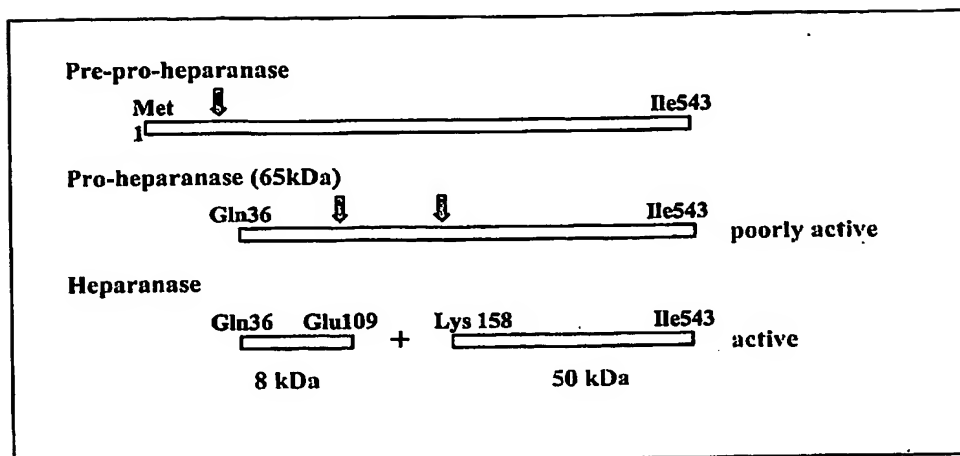 Pre-pro-heparanase
Met Ile543
1
Pro-heparanase (65kDa)
Gln36 Ile543
poorly active
Heparanase
Gln36 Glu109 + Lys 158 Ile543 active
8 kDa 50 kDa